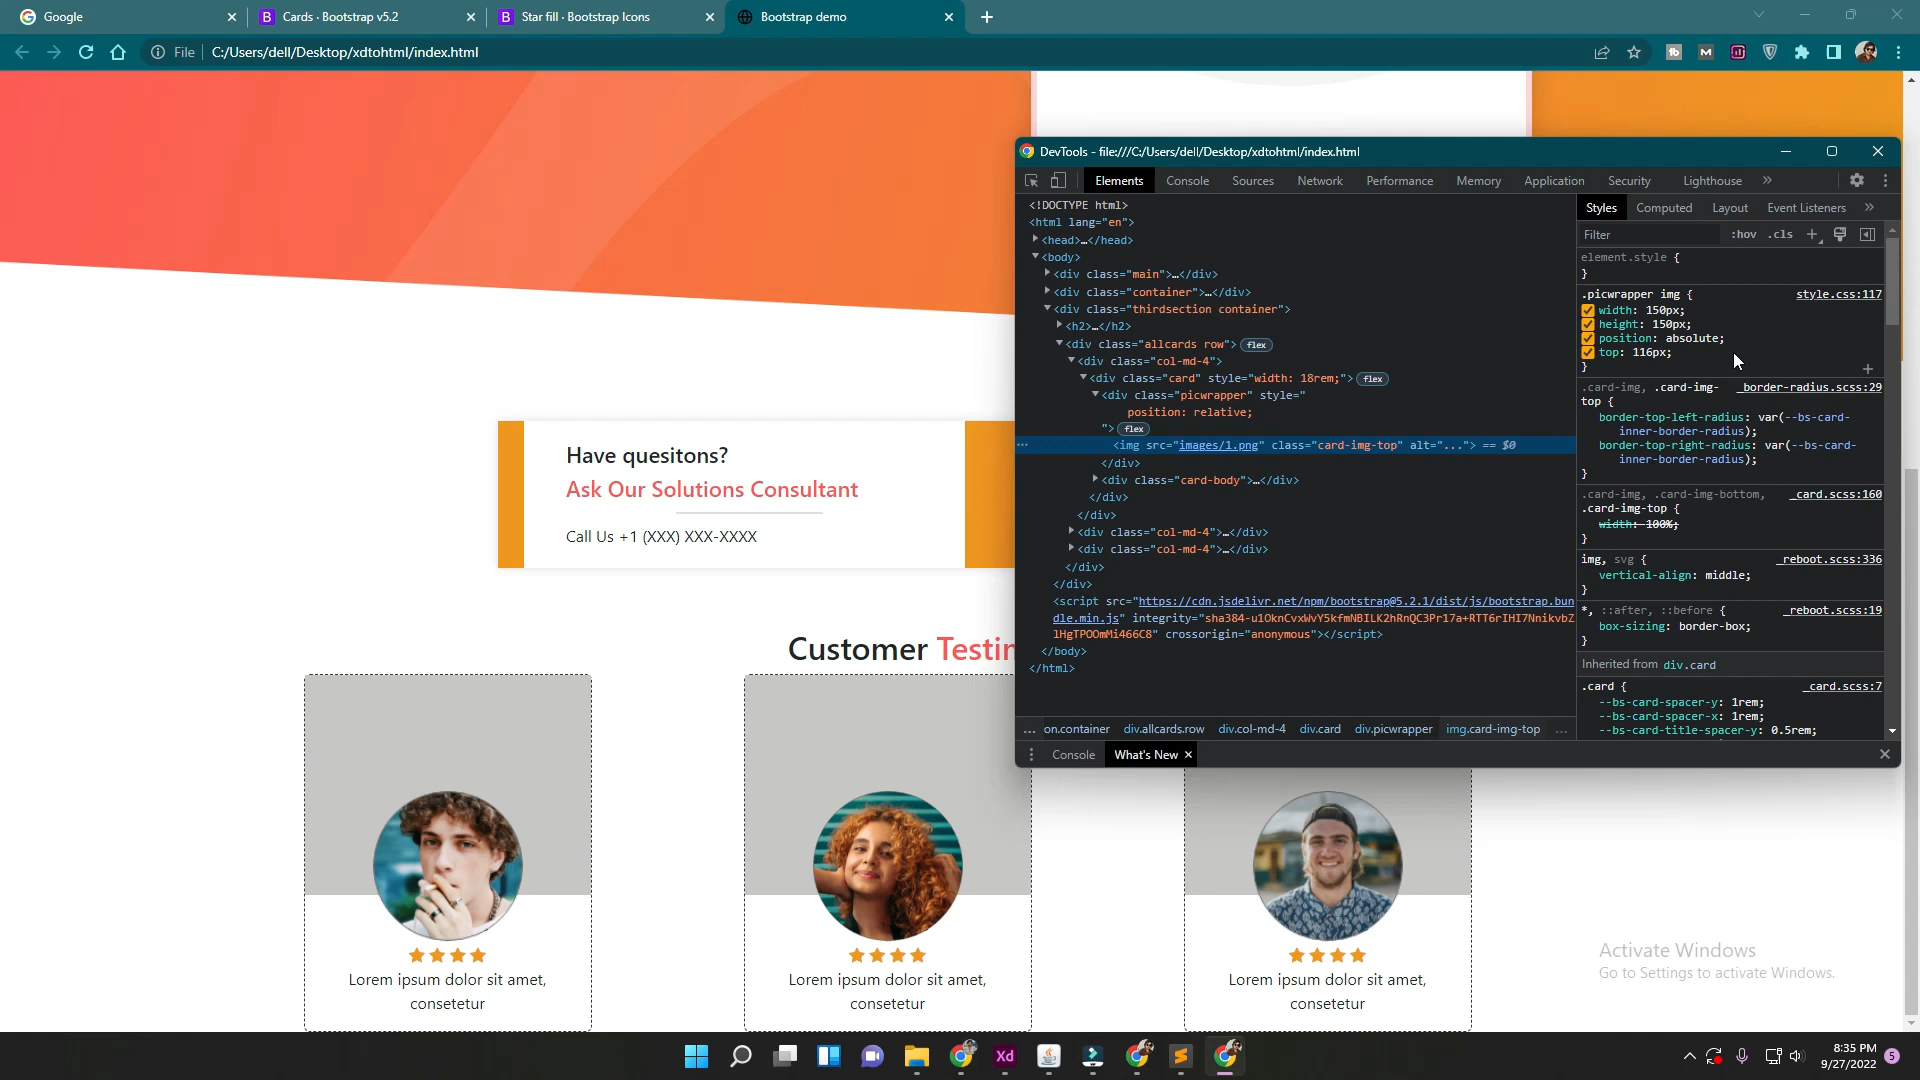 Google
Cards · Bootstrap v5.2
Star fill · Bootstrap Icons
Bootstrap demo
File
C:/Users/dell/Desktop/xdtohtml/index.html
DevTools - file:///C:/Users/dell/Desktop/xdtohtml/index.html
Elements Console Sources Network Performance Memory Application Security Lighthouse
<!DOCTYPE html>
<html lang="en">
<head>…</head>
<body>
<div class="main">…</div>
<div class="container">…</div>
<div class="thirdsection container">
<h2>…</h2>
<div class="allcards row"> flex
<div class="col-md-4">
<div class="card" style="width: 18rem;"> flex
<div class="picwrapper" style="
position: relative;
"> flex
<img src="images/1.png" class="card-img-top" alt="..."> == $0
</div>
<div class="card-body">…</div>
</div>
</div>
<div class="col-md-4">…</div>
<div class="col-md-4">…</div>
</div>
</div>
<script src="https://cdn.jsdelivr.net/npm/bootstrap@5.2.1/dist/js/bootstrap.bun
dle.min.js" integrity="sha384-u1OknCvxWvY5kfmNBILK2hRnQC3Pr17a+RTT6rIHI7NnikvbZ
lHgTPOOmMi466C8" crossorigin="anonymous"></script>
</body>
</html>
... on.container div.allcards.row div.col-md-4 div.card div.picwrapper img.card-img-top ...
Styles Computed Layout Event Listeners
Filter :hov .cls
element.style {
}
.picwrapper img { style.css:117
width: 150px;
height: 150px;
position: absolute;
top: 116px;
}
.card-img, .card-img- _border-radius.scss:29
top {
border-top-left-radius: var(--bs-card-
inner-border-radius);
border-top-right-radius: var(--bs-card-
inner-border-radius);
}
.card-img, .card-img-bottom, _card.scss:160
.card-img-top {
width: 100%;
}
img, svg { _reboot.scss:336
vertical-align: middle;
}
*, ::after, ::before { _reboot.scss:19
box-sizing: border-box;
}
Inherited from div.card
.card { _card.scss:7
--bs-card-spacer-y: 1rem;
--bs-card-spacer-x: 1rem;
--bs-card-title-spacer-y: 0.5rem;
Console What's New
Have quesitons?
Ask Our Solutions Consultant
Call Us +1 (XXX) XXX-XXXX
Customer Testin
Lorem ipsum dolor sit amet,
consetetur
Lorem ipsum dolor sit amet,
consetetur
Lorem ipsum dolor sit amet,
consetetur
Activate Windows
Go to Settings to activate Windows.
Xd
8:35 PM
9/27/2022
5